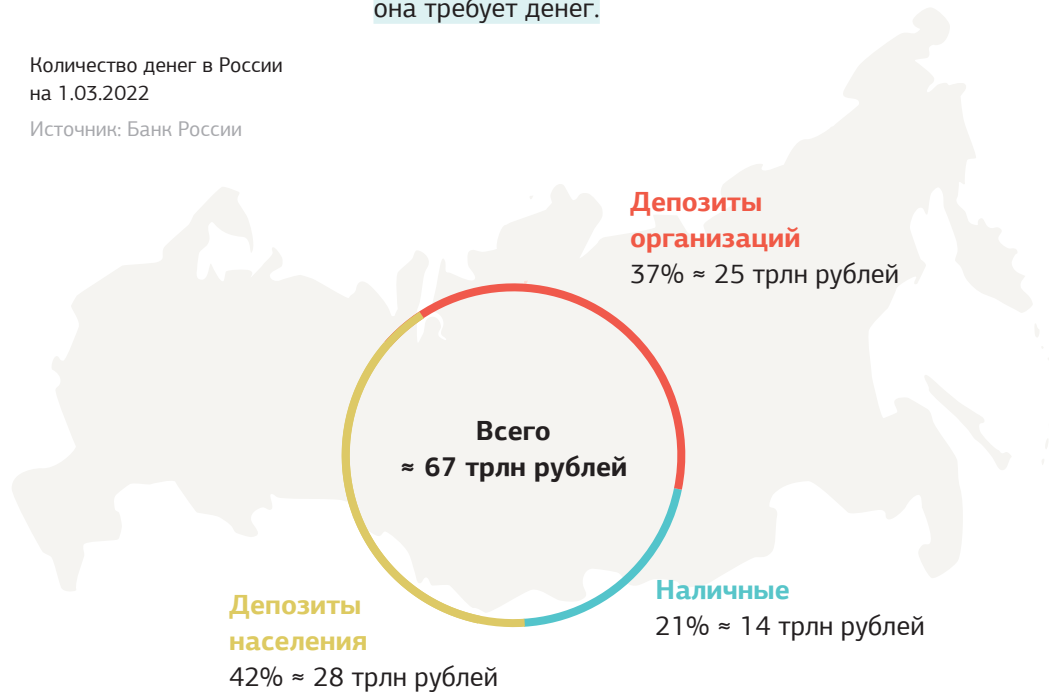 она требует денег.
Количество денег в России
на 1.03.2022
Источник: Банк России
Депозиты
организаций
37% ≈ 25 трлн рублей
Всего
≈ 67 трлн рублей
Наличные
21% ≈ 14 трлн рублей
Депозиты
населения
42% ≈ 28 трлн рублей